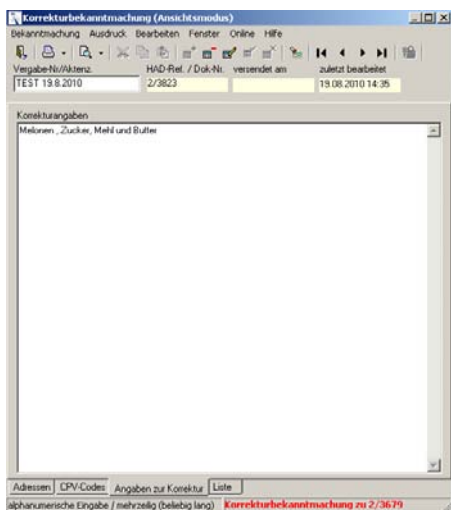 Korrekturbekanntmachung (Ansichtsmodus)
Bekanntmachung Ausdruck Bearbeiten Fenster Online Hilfe
Vergabe-Nr./Aktenz. HAD-Ref. / Dok-Nr. versendet am zuletzt bearbeitet
TEST 19.8.2010 2/3823 19.08.2010 14:35
Korrekturangaben
Melonen , Zucker, Mehl und Butter
Adressen CPV-Codes Angaben zur Korrektur Liste
alphanumerische Eingabe / mehrzeilig (beliebig lang) Korrekturbekanntmachung zu 2/3679